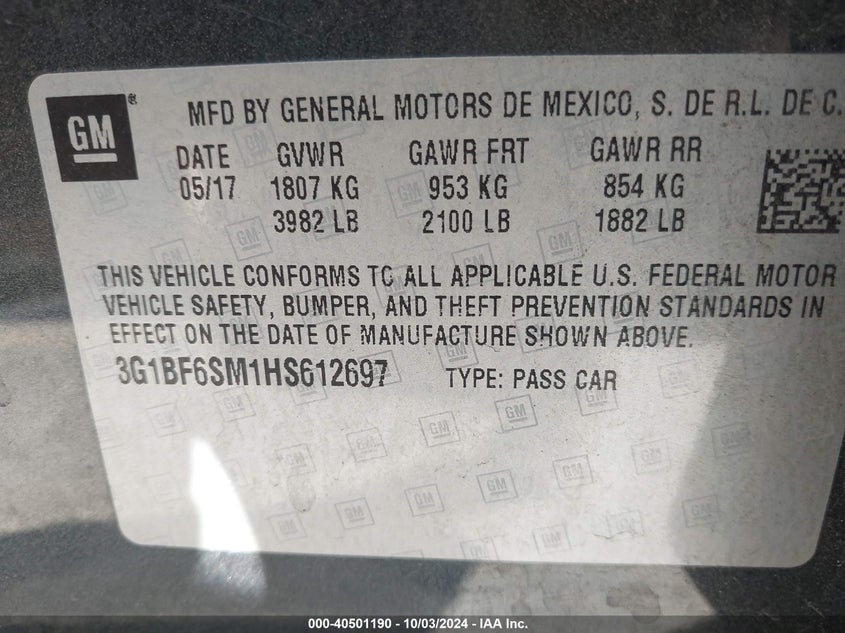 GM
MFD BY GENERAL MOTORS DE MEXICO, S. DE R.L. DE C.
DATE GVWR GAWR FRT GAWR RR
05/17 1807 KG 953 KG 854 KG
3982 LB 2100 LB 1882 LB
THIS VEHICLE CONFORMS TO ALL APPLICABLE U.S. FEDERAL MOTOR
VEHICLE SAFETY, BUMPER, AND THEFT PREVENTION STANDARDS IN
EFFECT ON THE DATE OF MANUFACTURE SHOWN ABOVE.
3G1BF6SM1HS612697 TYPE: PASS CAR
000-40501190 - 10/03/2024 - IAA Inc.